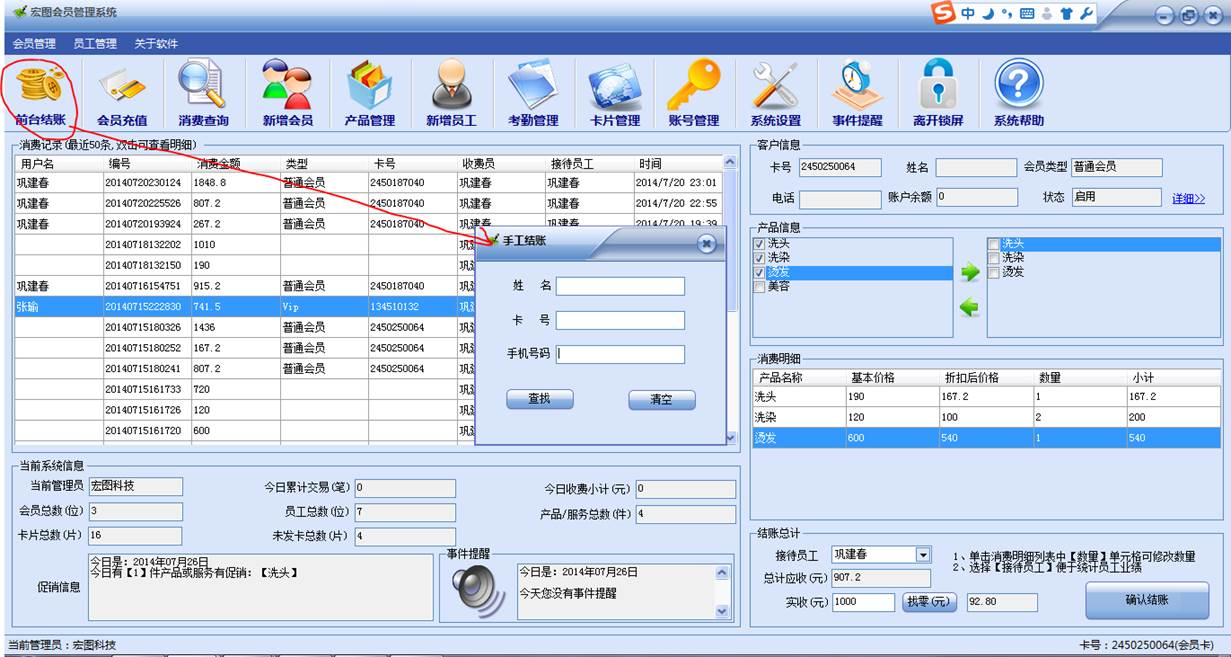 宏图会员管理系统
中
会员管理 员工管理 关于软件
前台结账 会员充值 消费查询 新增会员 产品管理 新增员工 考勤管理 卡片管理 账号管理 系统设置 事件提醒 离开锁屏 系统帮助
消费记录(最近50条,双击可查看明细)
用户名 编号 消费金额 类型 卡号 收费员 接待员工 时间
巩建春 20140720230124 1848.8 普通会员 2450187040 巩建春 巩建春 2014/7/20 23:01
巩建春 20140720225526 807.2 普通会员 2450187040 巩建春 巩建春 2014/7/20 22:55
巩建春 20140720193924 267.2 普通会员 2450187040 巩建春 巩建春 2014/7/20 19:39
20140718132202 1010
20140718132150 190
巩建春 20140716154751 915.2 普通会员 2450187040
张瑜 20140715222830 741.5 Vip 134510132
20140715180326 1436 普通会员 2450250064
20140715180252 167.2 普通会员 2450250064
20140715180241 807.2 普通会员 2450250064
20140715161733 720
20140715161726 120
20140715161720 600
手工结账
姓 名
卡 号
手机号码
查找 清空
客户信息
卡号 2450250064 姓名 会员类型 普通会员
电话 账户余额 0 状态 启用 详细>>
产品信息
洗头 洗头
洗染 洗染
烫发 烫发
美容
消费明细
产品名称 基本价格 折扣后价格 数量 小计
洗头 190 167.2 1 167.2
洗染 120 100 2 200
烫发 600 540 1 540
当前系统信息
当前管理员 宏图科技 今日累计交易(笔) 0 今日收费小计(元) 0
会员总数(位) 3 员工总数(位) 7 产品/服务总数(件) 4
卡片总数(片) 16 未发卡总数(片) 4
促销信息
今日是: 2014年07月26日
今日有【1】件产品或服务有促销:【洗头】
事件提醒
今日是: 2014年07月26日
今天您没有事件提醒
结账总计
接待员工 巩建春
总计应收(元) 907.2
实收(元) 1000 找零(元) 92.80
1、单击消费明细列表中【数量】单元格可修改数量
2、选择【接待员工】便于统计员工业绩
确认结账
当前管理员:宏图科技 卡号:2450250064(会员卡)